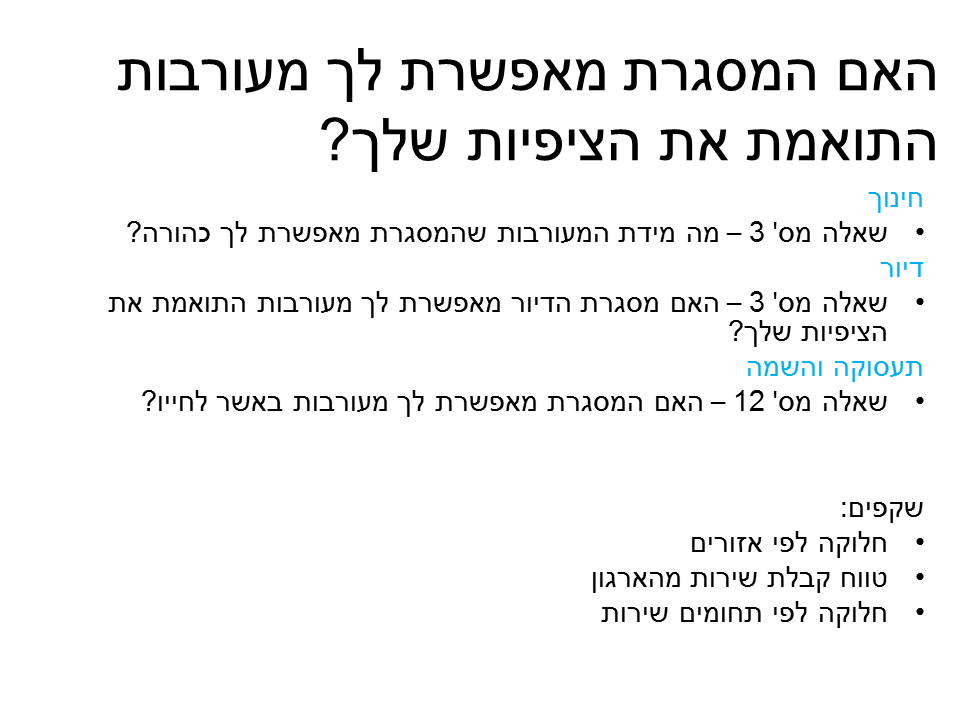 האם המסגרת מאפשרת לך מעורבות
התואמת את הציפיות שלך?
חינוך
• שאלה מס' 3 – מה מידת המעורבות שהמסגרת מאפשרת לך כהורה?
דיור
• שאלה מס' 3 – האם מסגרת הדיור מאפשרת לך מעורבות התואמת את
הציפיות שלך?
תעסוקה והשמה
• שאלה מס' 12 – האם המסגרת מאפשרת לך מעורבות באשר לחייו?
שקפים:
• חלוקה לפי אזורים
• טווח קבלת שירות מהארגון
• חלוקה לפי תחומים שירות